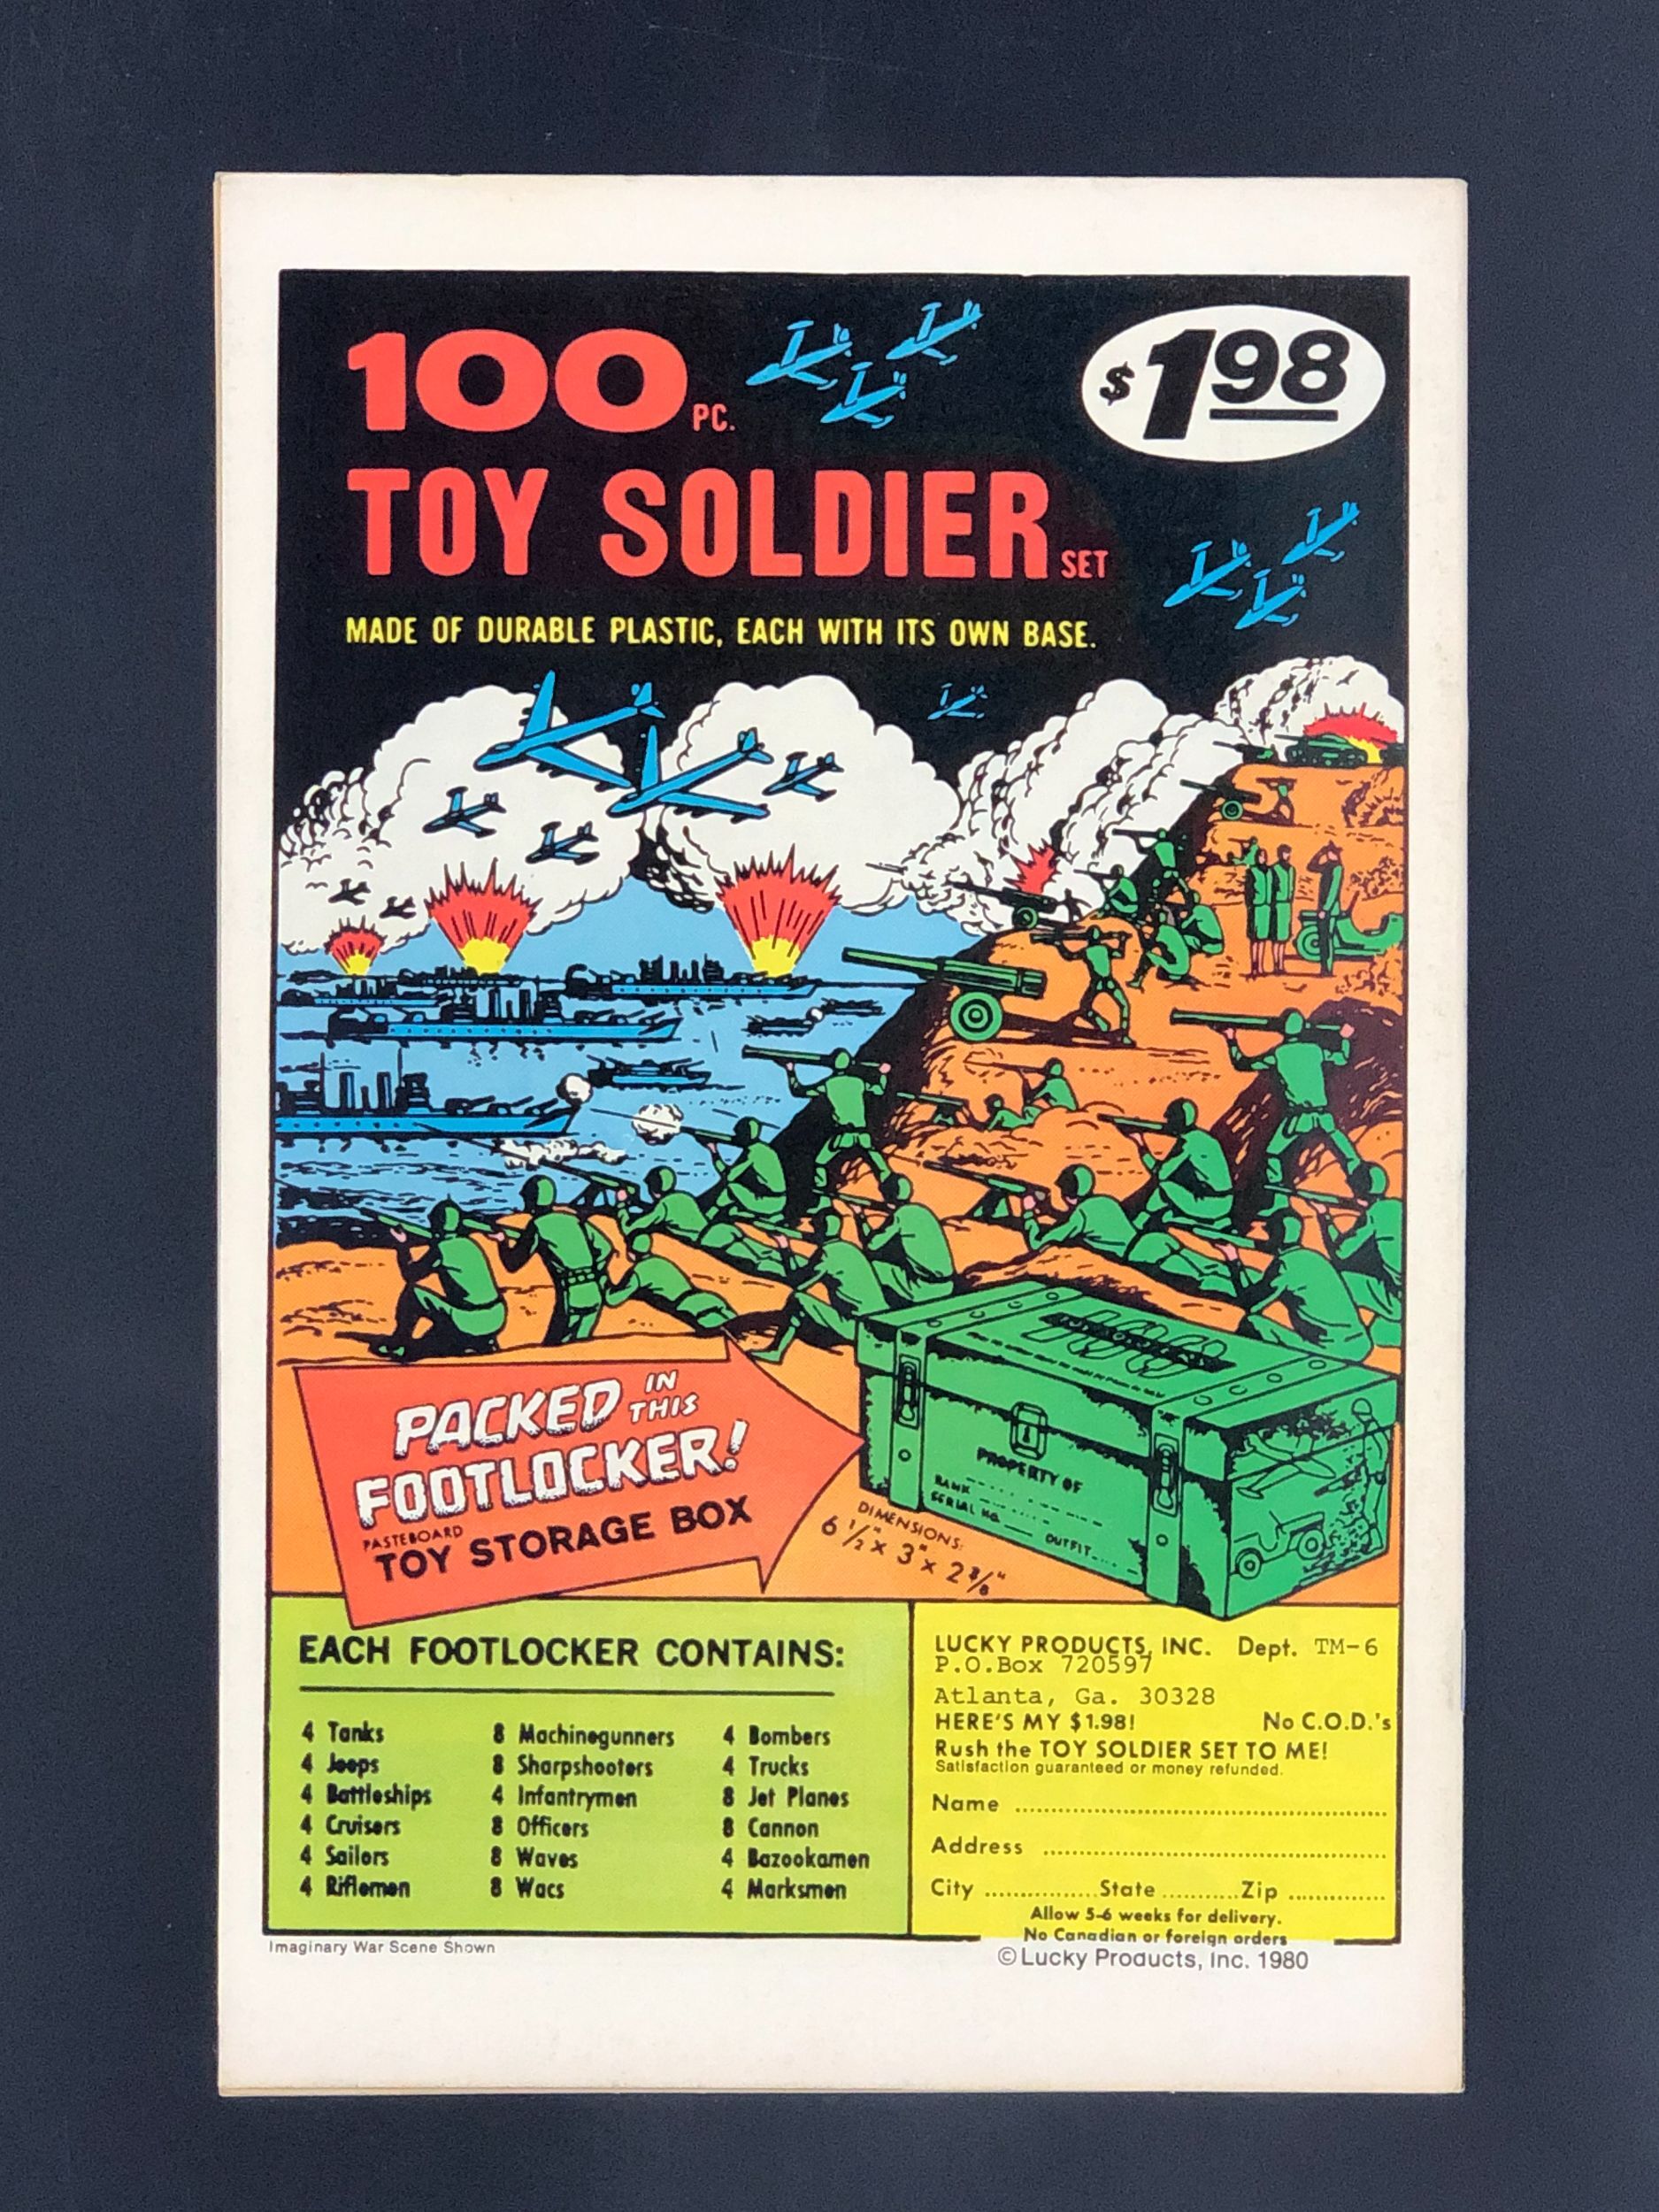 100 PC.
$1.98
TOY SOLDIER SET
MADE OF DURABLE PLASTIC, EACH WITH ITS OWN BASE.
PACKED IN THIS
FOOTLOCKER!
PASTEBOARD
TOY STORAGE BOX
DIMENSIONS:
6 1/2" x 3" x 2 3/8"
PROPERTY OF
RANK
SERIAL NO. OUTFIT
EACH FOOTLOCKER CONTAINS:
4 Tanks
4 Jeeps
4 Battleships
4 Cruisers
4 Sailors
4 Riflemen
8 Machinegunners
8 Sharpshooters
4 Infantrymen
8 Officers
8 Waves
8 Wacs
4 Bombers
4 Trucks
8 Jet Planes
8 Cannon
4 Bazookamen
4 Marksmen
LUCKY PRODUCTS, INC. Dept. TM-6
P.O.Box 720597
Atlanta, Ga. 30328
HERE'S MY $1.98! No C.O.D.'s
Rush the TOY SOLDIER SET TO ME!
Satisfaction guaranteed or money refunded.
Name
Address
City State Zip
Allow 5-6 weeks for delivery.
No Canadian or foreign orders
Imaginary War Scene Shown
© Lucky Products, Inc. 1980